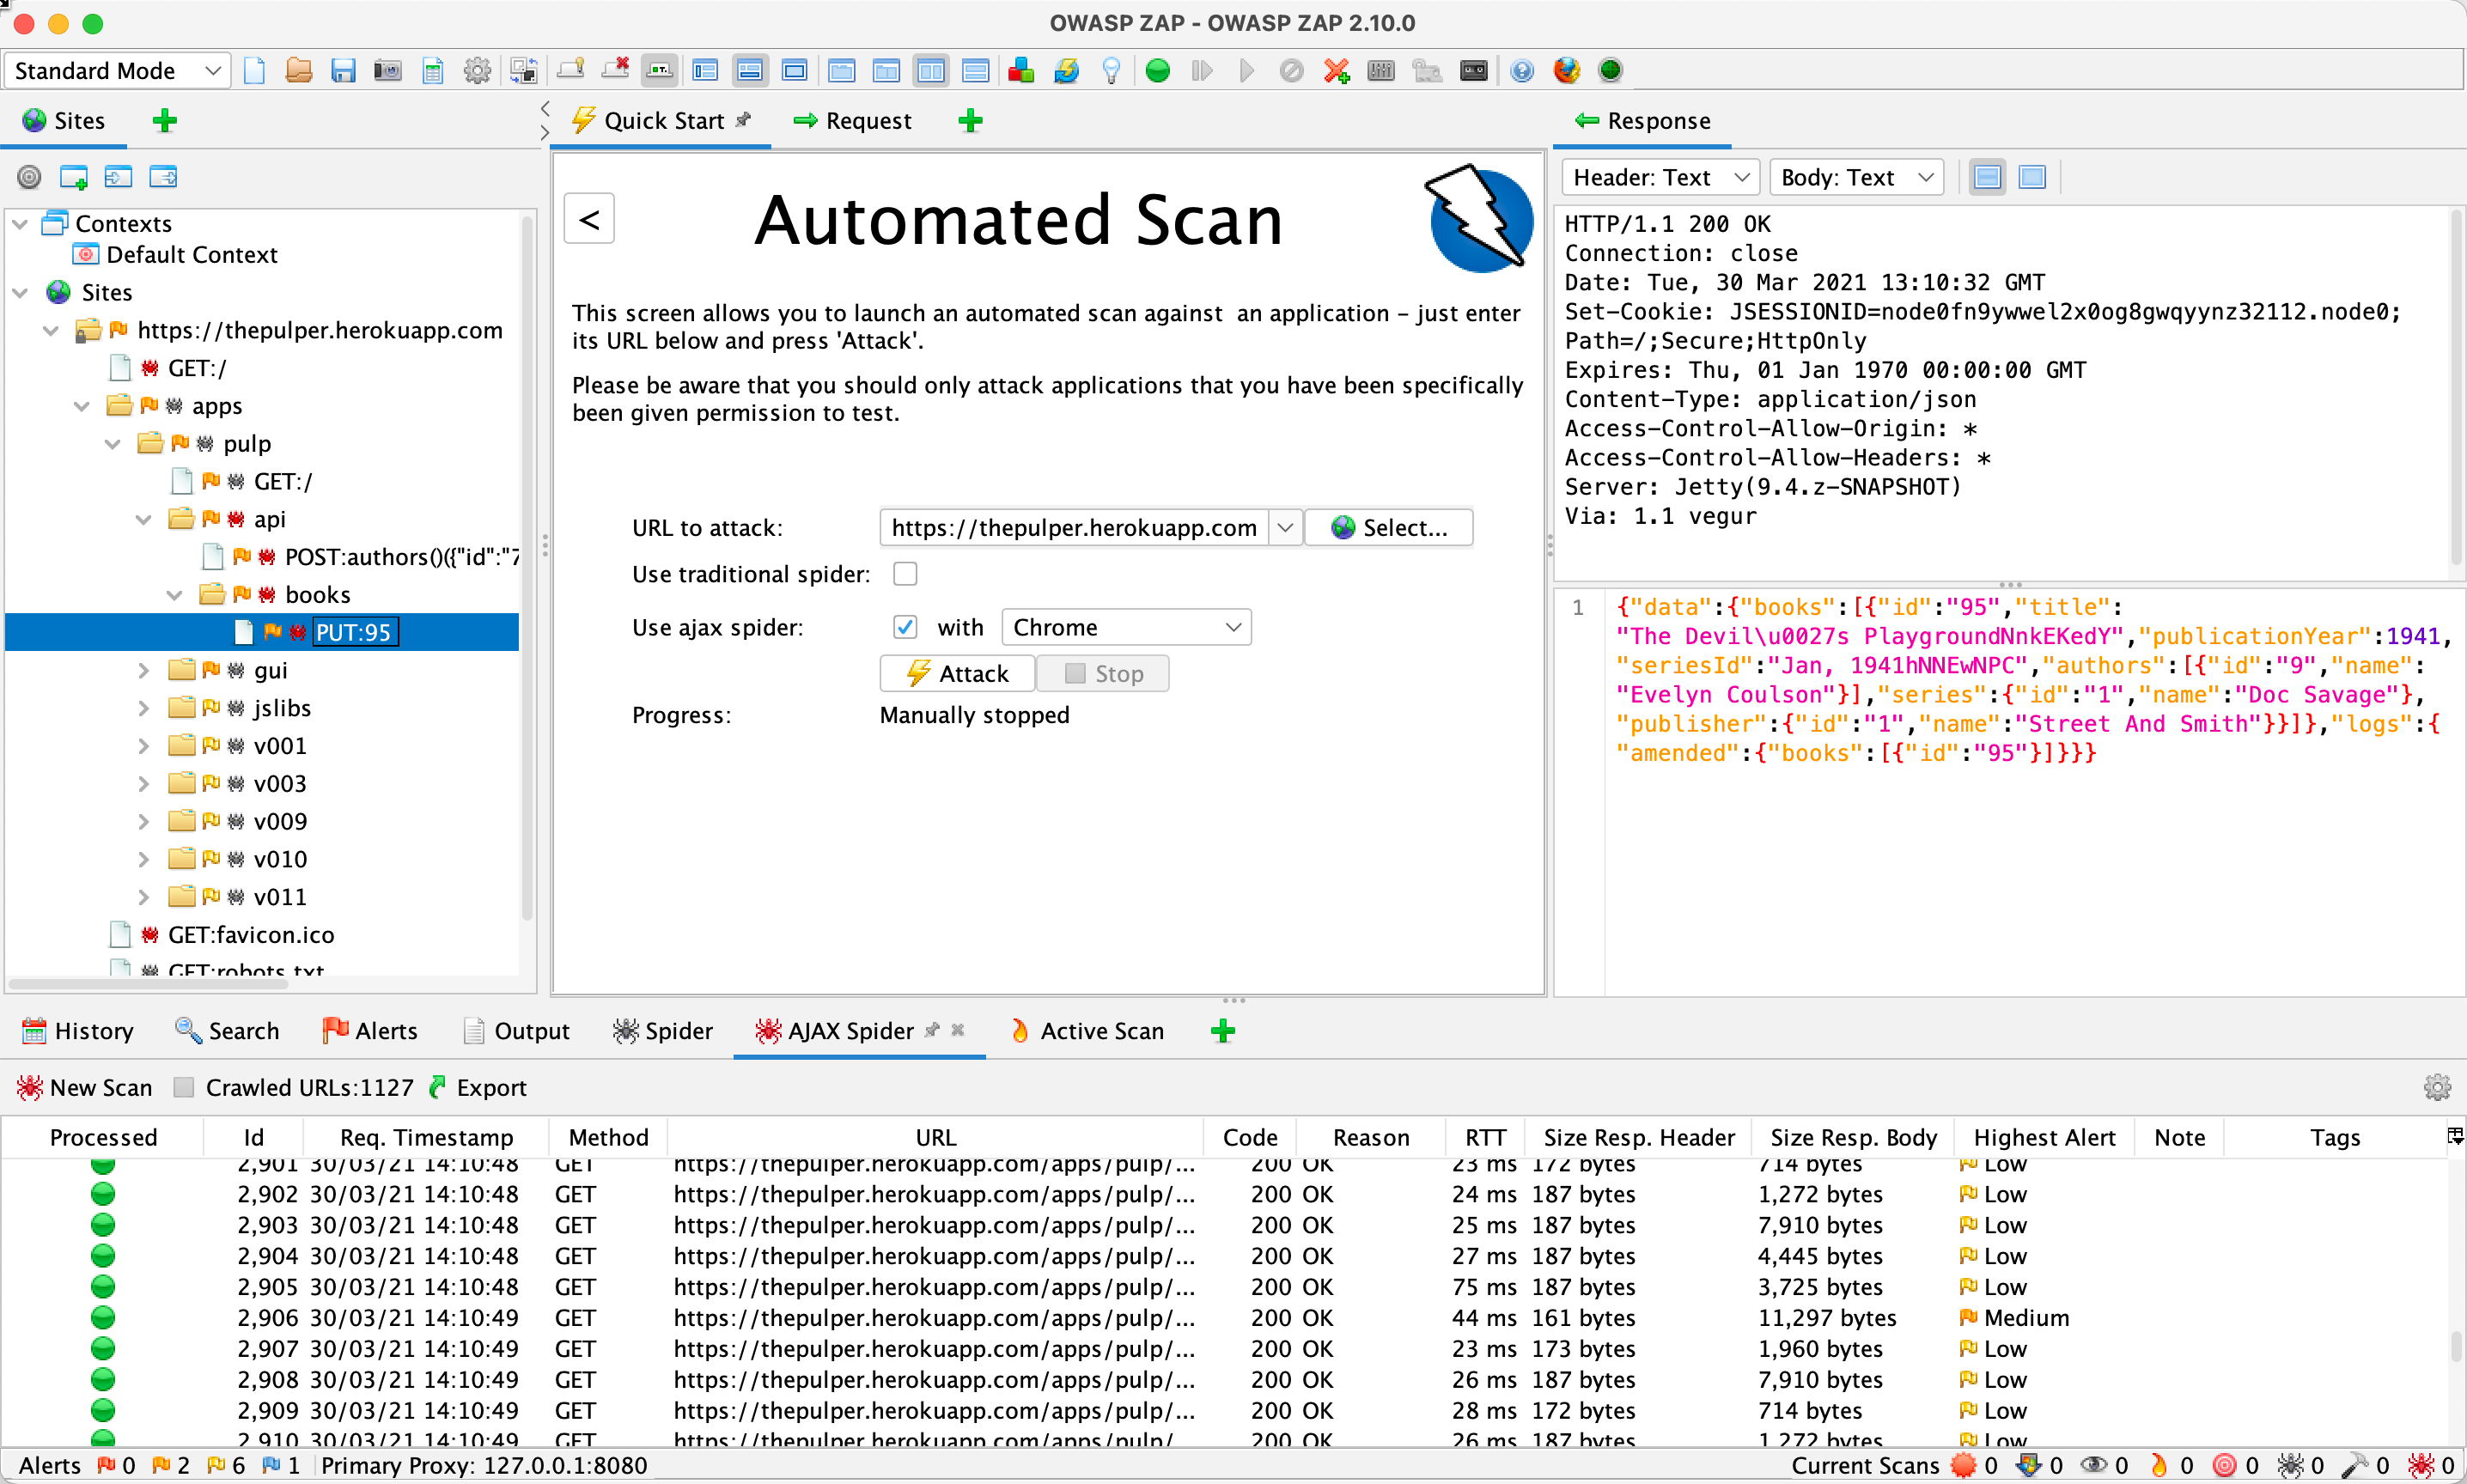 OWASP ZAP - OWASP ZAP 2.10.0
Standard Mode
Sites
Quick Start
Request
Response
Header: Text
Body: Text
Contexts
Default Context
Sites
https://thepulper.herokuapp.com
GET:/
apps
pulp
GET:/
api
POST:authors()({"id":"7
books
PUT:95
gui
jslibs
v001
v003
v009
v010
v011
GET:favicon.ico
GET:robots.txt
<
Automated Scan
This screen allows you to launch an automated scan against  an application - just enter
its URL below and press 'Attack'.
Please be aware that you should only attack applications that you have been specifically
been given permission to test.
URL to attack:
https://thepulper.herokuapp.com
Select...
Use traditional spider:
Use ajax spider:
with
Chrome
Attack
Stop
Progress:
Manually stopped
HTTP/1.1 200 OK
Connection: close
Date: Tue, 30 Mar 2021 13:10:32 GMT
Set-Cookie: JSESSIONID=node0fn9ywwel2x0og8gwqyynz32112.node0;
Path=/;Secure;HttpOnly
Expires: Thu, 01 Jan 1970 00:00:00 GMT
Content-Type: application/json
Access-Control-Allow-Origin: *
Access-Control-Allow-Headers: *
Server: Jetty(9.4.z-SNAPSHOT)
Via: 1.1 vegur
1
{"data":{"books":[{"id":"95","title":
"The Devil\u0027s PlaygroundNnkEKedY","publicationYear":1941,
"seriesId":"Jan, 1941hNNEwNPC","authors":[{"id":"9","name":
"Evelyn Coulson"}],"series":{"id":"1","name":"Doc Savage"},
"publisher":{"id":"1","name":"Street And Smith"}}]},"logs":{
"amended":{"books":[{"id":"95"}]}}}
History
Search
Alerts
Output
Spider
AJAX Spider
Active Scan
New Scan
Crawled URLs:1127
Export
Processed Id Req. Timestamp Method URL Code Reason RTT Size Resp. Header Size Resp. Body Highest Alert Note Tags
2,901 30/03/21 14:10:48 GET https://thepulper.herokuapp.com/apps/pulp/... 200 OK 23 ms 172 bytes 714 bytes Low
2,902 30/03/21 14:10:48 GET https://thepulper.herokuapp.com/apps/pulp/... 200 OK 24 ms 187 bytes 1,272 bytes Low
2,903 30/03/21 14:10:48 GET https://thepulper.herokuapp.com/apps/pulp/... 200 OK 25 ms 187 bytes 7,910 bytes Low
2,904 30/03/21 14:10:48 GET https://thepulper.herokuapp.com/apps/pulp/... 200 OK 27 ms 187 bytes 4,445 bytes Low
2,905 30/03/21 14:10:48 GET https://thepulper.herokuapp.com/apps/pulp/... 200 OK 75 ms 187 bytes 3,725 bytes Low
2,906 30/03/21 14:10:49 GET https://thepulper.herokuapp.com/apps/pulp/... 200 OK 44 ms 161 bytes 11,297 bytes Medium
2,907 30/03/21 14:10:49 GET https://thepulper.herokuapp.com/apps/pulp/... 200 OK 23 ms 173 bytes 1,960 bytes Low
2,908 30/03/21 14:10:49 GET https://thepulper.herokuapp.com/apps/pulp/... 200 OK 26 ms 187 bytes 7,910 bytes Low
2,909 30/03/21 14:10:49 GET https://thepulper.herokuapp.com/apps/pulp/... 200 OK 28 ms 172 bytes 714 bytes Low
2,910 30/03/21 14:10:49 GET https://thepulper.herokuapp.com/apps/pulp/... 200 OK 26 ms 187 bytes 1,272 bytes Low
Alerts 0 2 6 1 Primary Proxy: 127.0.0.1:8080 Current Scans 0 0 0 0 0 0 0 0